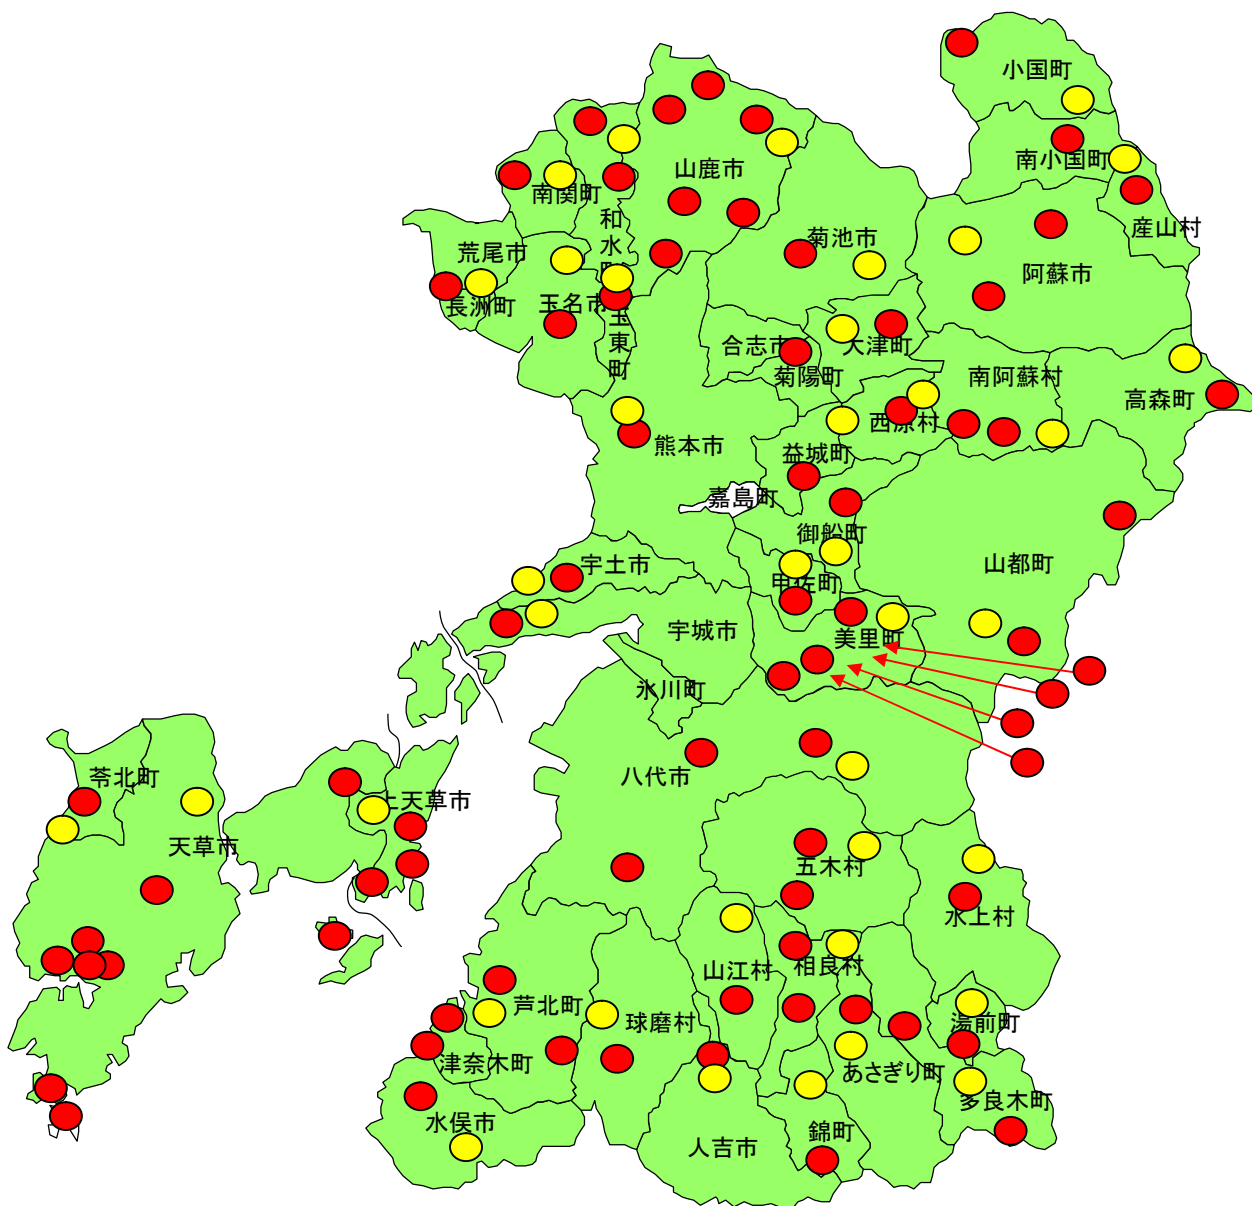 小国町
南小国町
産山村
山鹿市
南関町
和水町
菊池市
荒尾市
長洲町
玉名市
玉東町
阿蘇市
合志市
菊陽町
大津町
南阿蘇村
高森町
西原村
熊本市
益城町
嘉島町
御船町
山都町
宇土市
甲佐町
宇城市
美里町
氷川町
八代市
苓北町
上天草市
天草市
五木村
水上村
山江村
相良村
芦北町
球磨村
湯前町
津奈木町
あさぎり町
多良木町
水俣市
人吉市
錦町